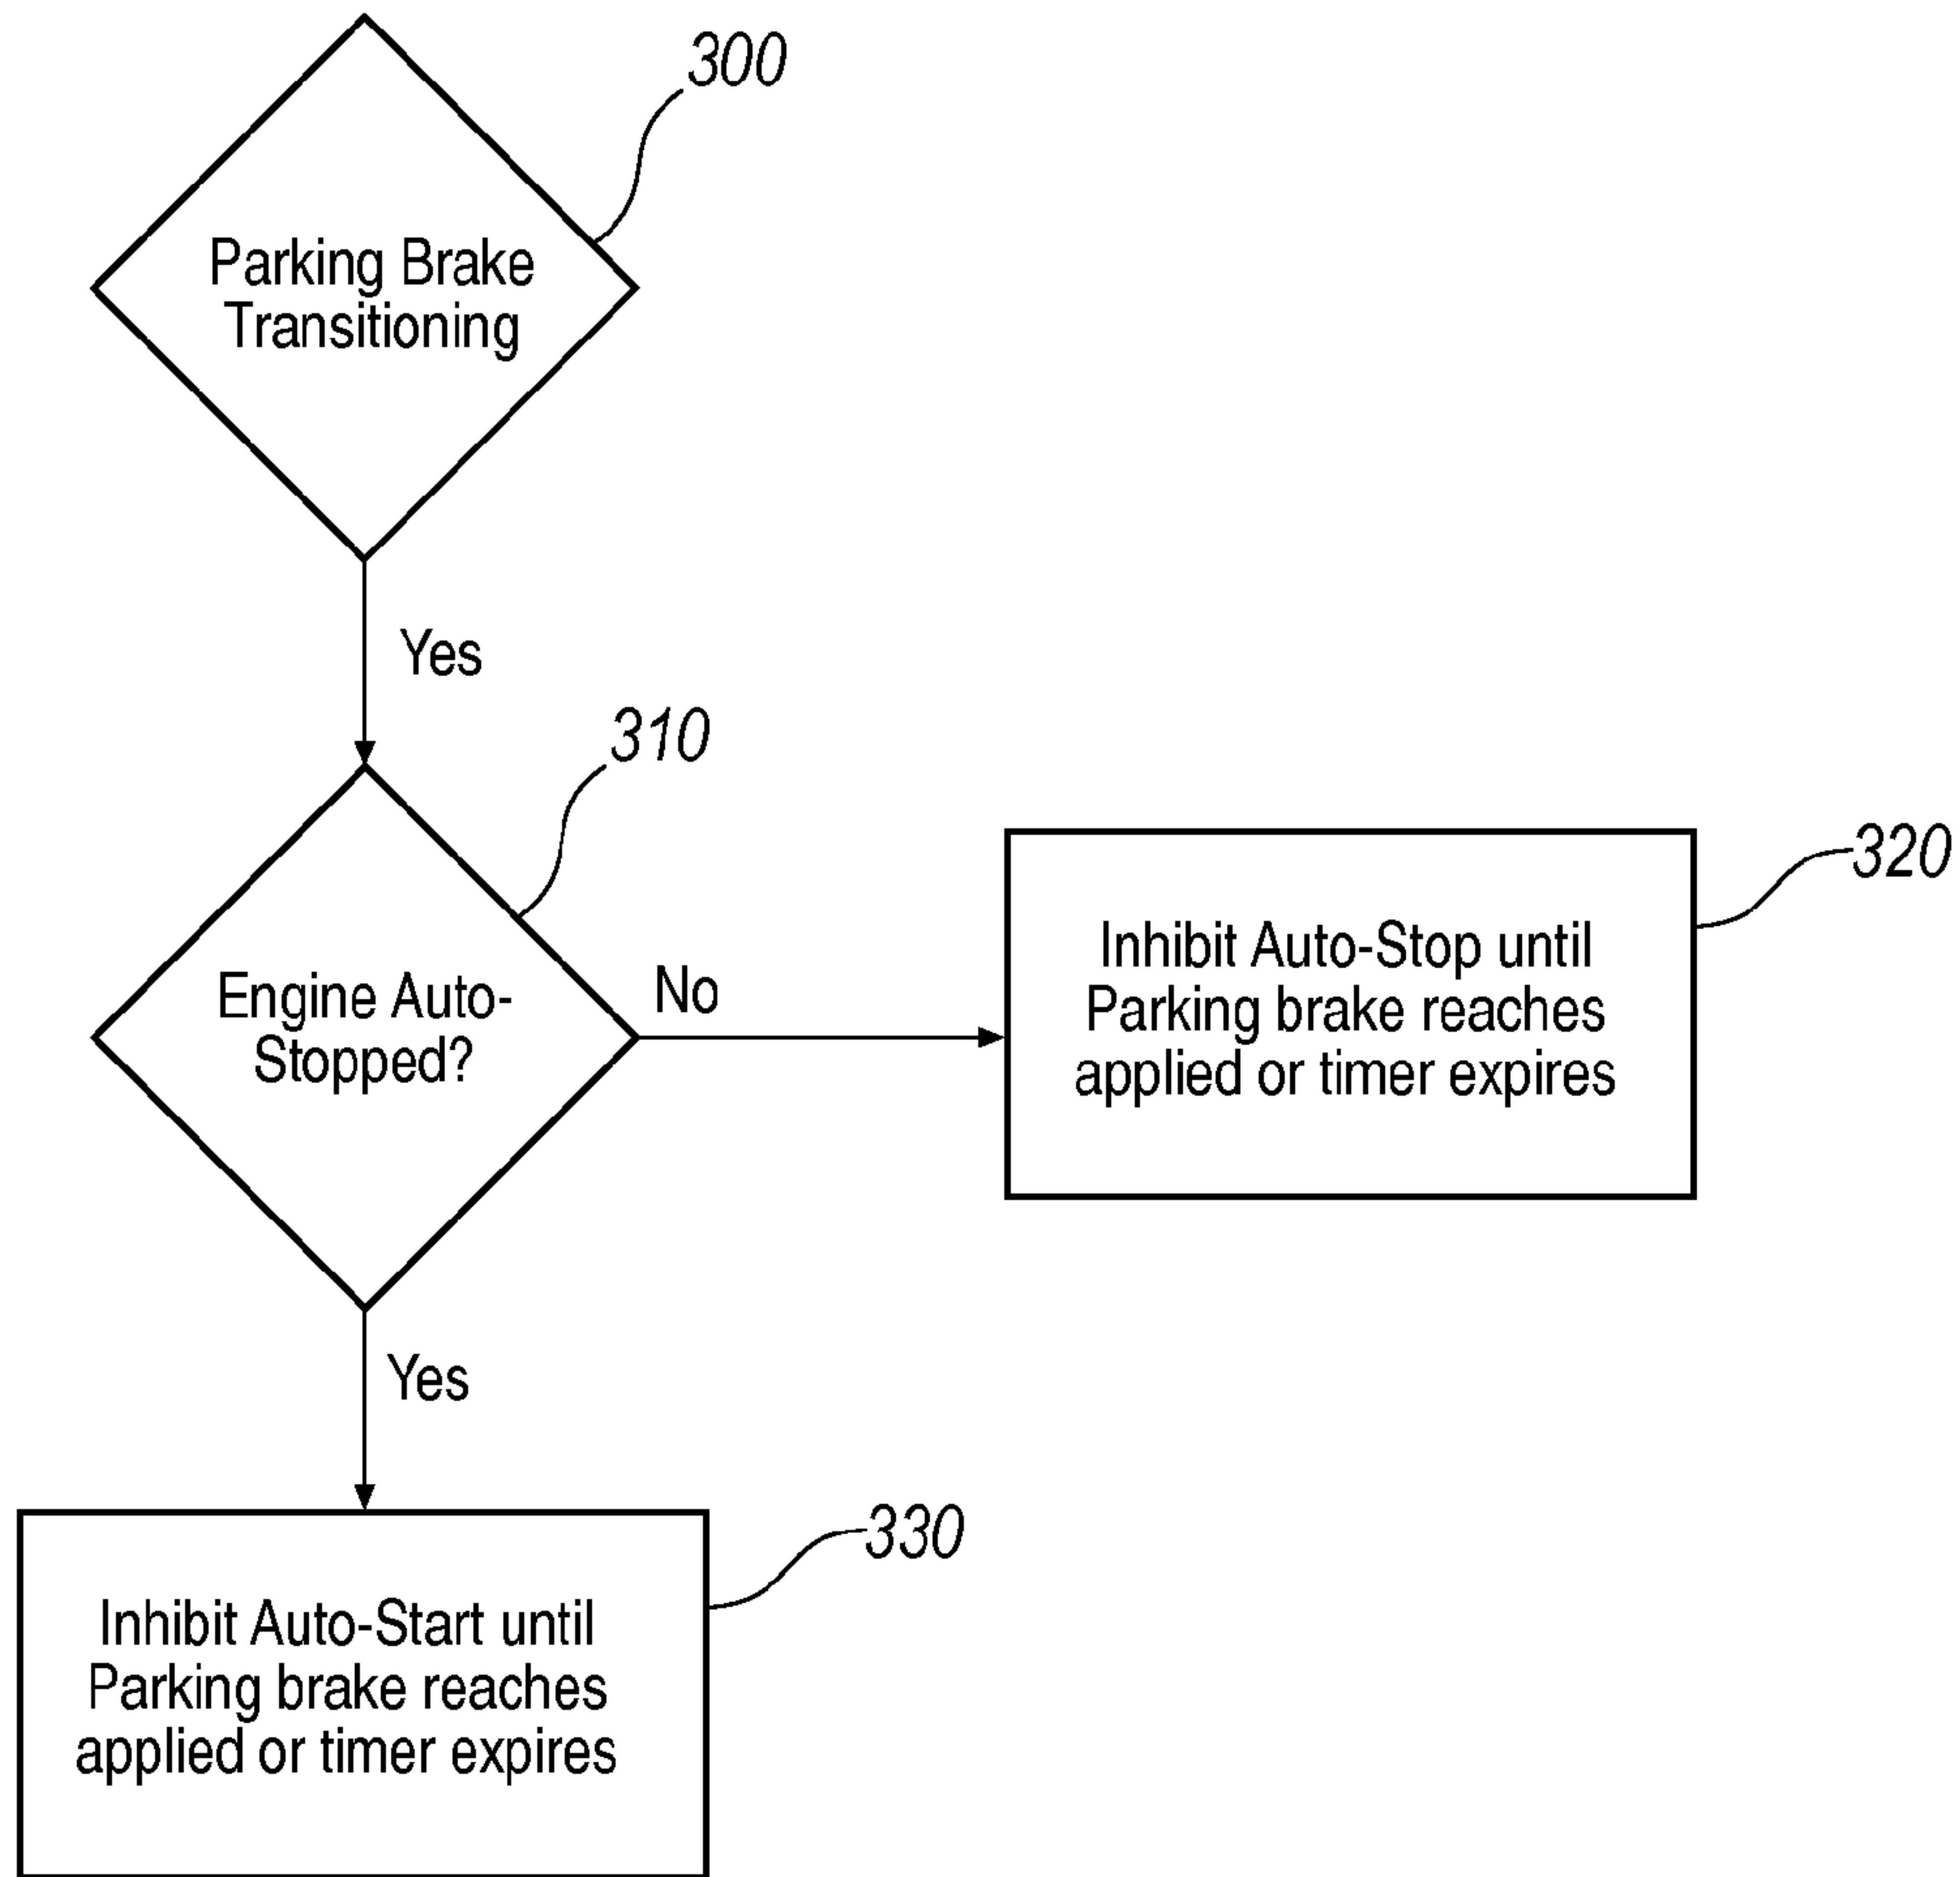 300
Parking Brake
Transitioning
Yes
310
Engine Auto-
Stopped?
No
320
Inhibit Auto-Stop until
Parking brake reaches
applied or timer expires
Yes
330
Inhibit Auto-Start until
Parking brake reaches
applied or timer expires